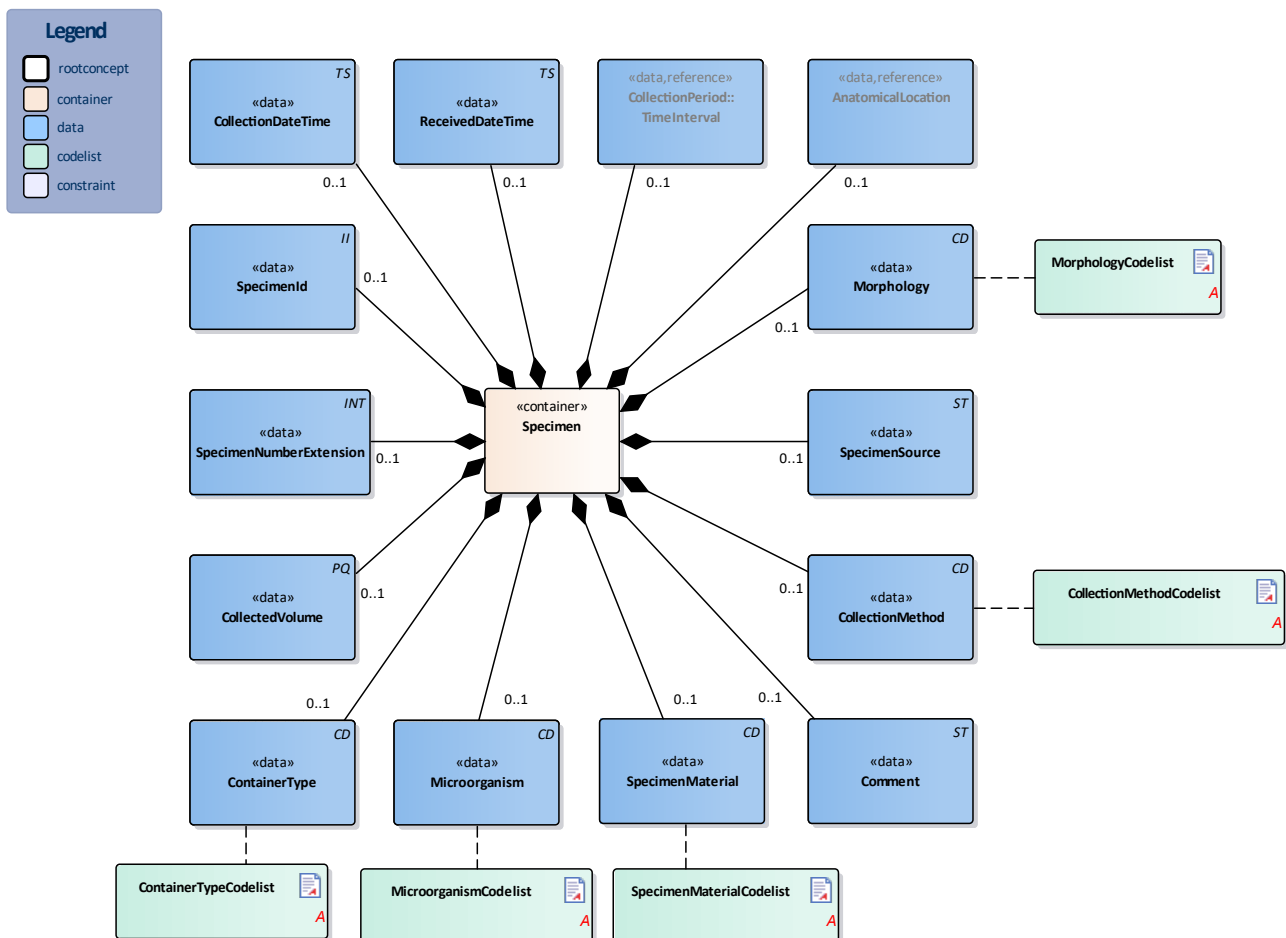 Legend
rootconcept
container
data
codelist
constraint
TS
«data»
CollectionDateTime
0..1
TS
«data»
ReceivedDateTime
0..1
«data,reference»
CollectionPeriod::
TimeInterval
0..1
«data,reference»
AnatomicalLocation
0..1
II
«data»
SpecimenId
0..1
CD
«data»
Morphology
0..1
MorphologyCodelist
A
INT
«data»
SpecimenNumberExtension
0..1
«container»
Specimen
ST
«data»
SpecimenSource
0..1
PQ
«data»
CollectedVolume
0..1
CD
«data»
CollectionMethod
0..1
CollectionMethodCodelist
A
0..1
CD
«data»
ContainerType
0..1
CD
«data»
Microorganism
0..1
CD
«data»
SpecimenMaterial
0..1
ST
«data»
Comment
ContainerTypeCodelist
A
MicroorganismCodelist
A
SpecimenMaterialCodelist
A